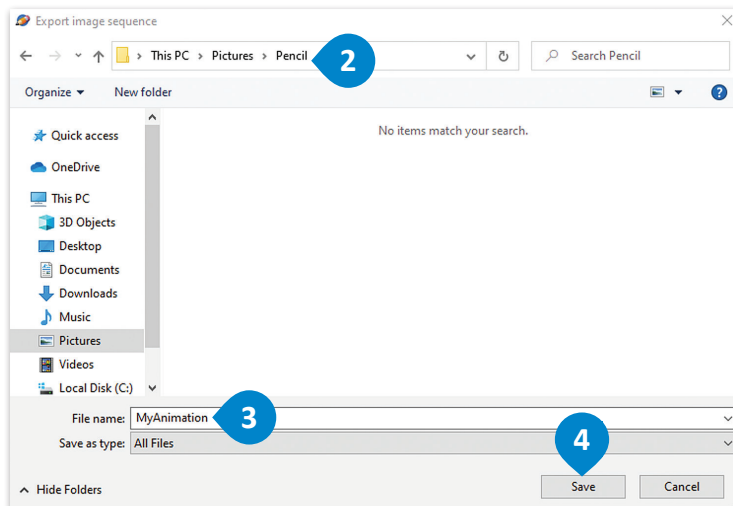 Export image sequence
This PC > Pictures > Pencil
2
Search Pencil
Organize
New folder
No items match your search.
Quick access
OneDrive
This PC
3D Objects
Desktop
Documents
Downloads
Music
Pictures
Videos
Local Disk (C:)
File name: MyAnimation
3
Save as type: All Files
4
Hide Folders
Save
Cancel